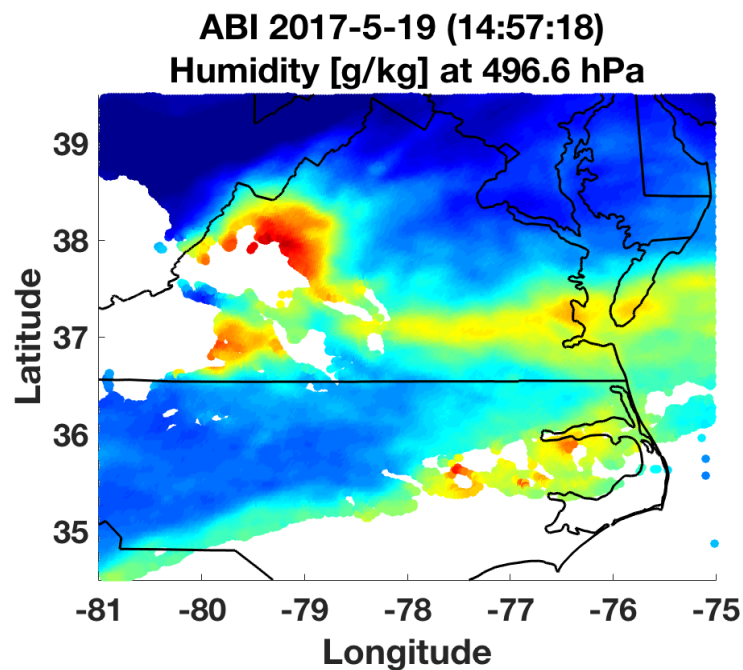 ABI 2017-5-19 (14:57:18)
Humidity [g/kg] at 496.6 hPa
Latitude
39
38
37
36
35
-81 -80 -79 -78 -77 -76 -75
Longitude